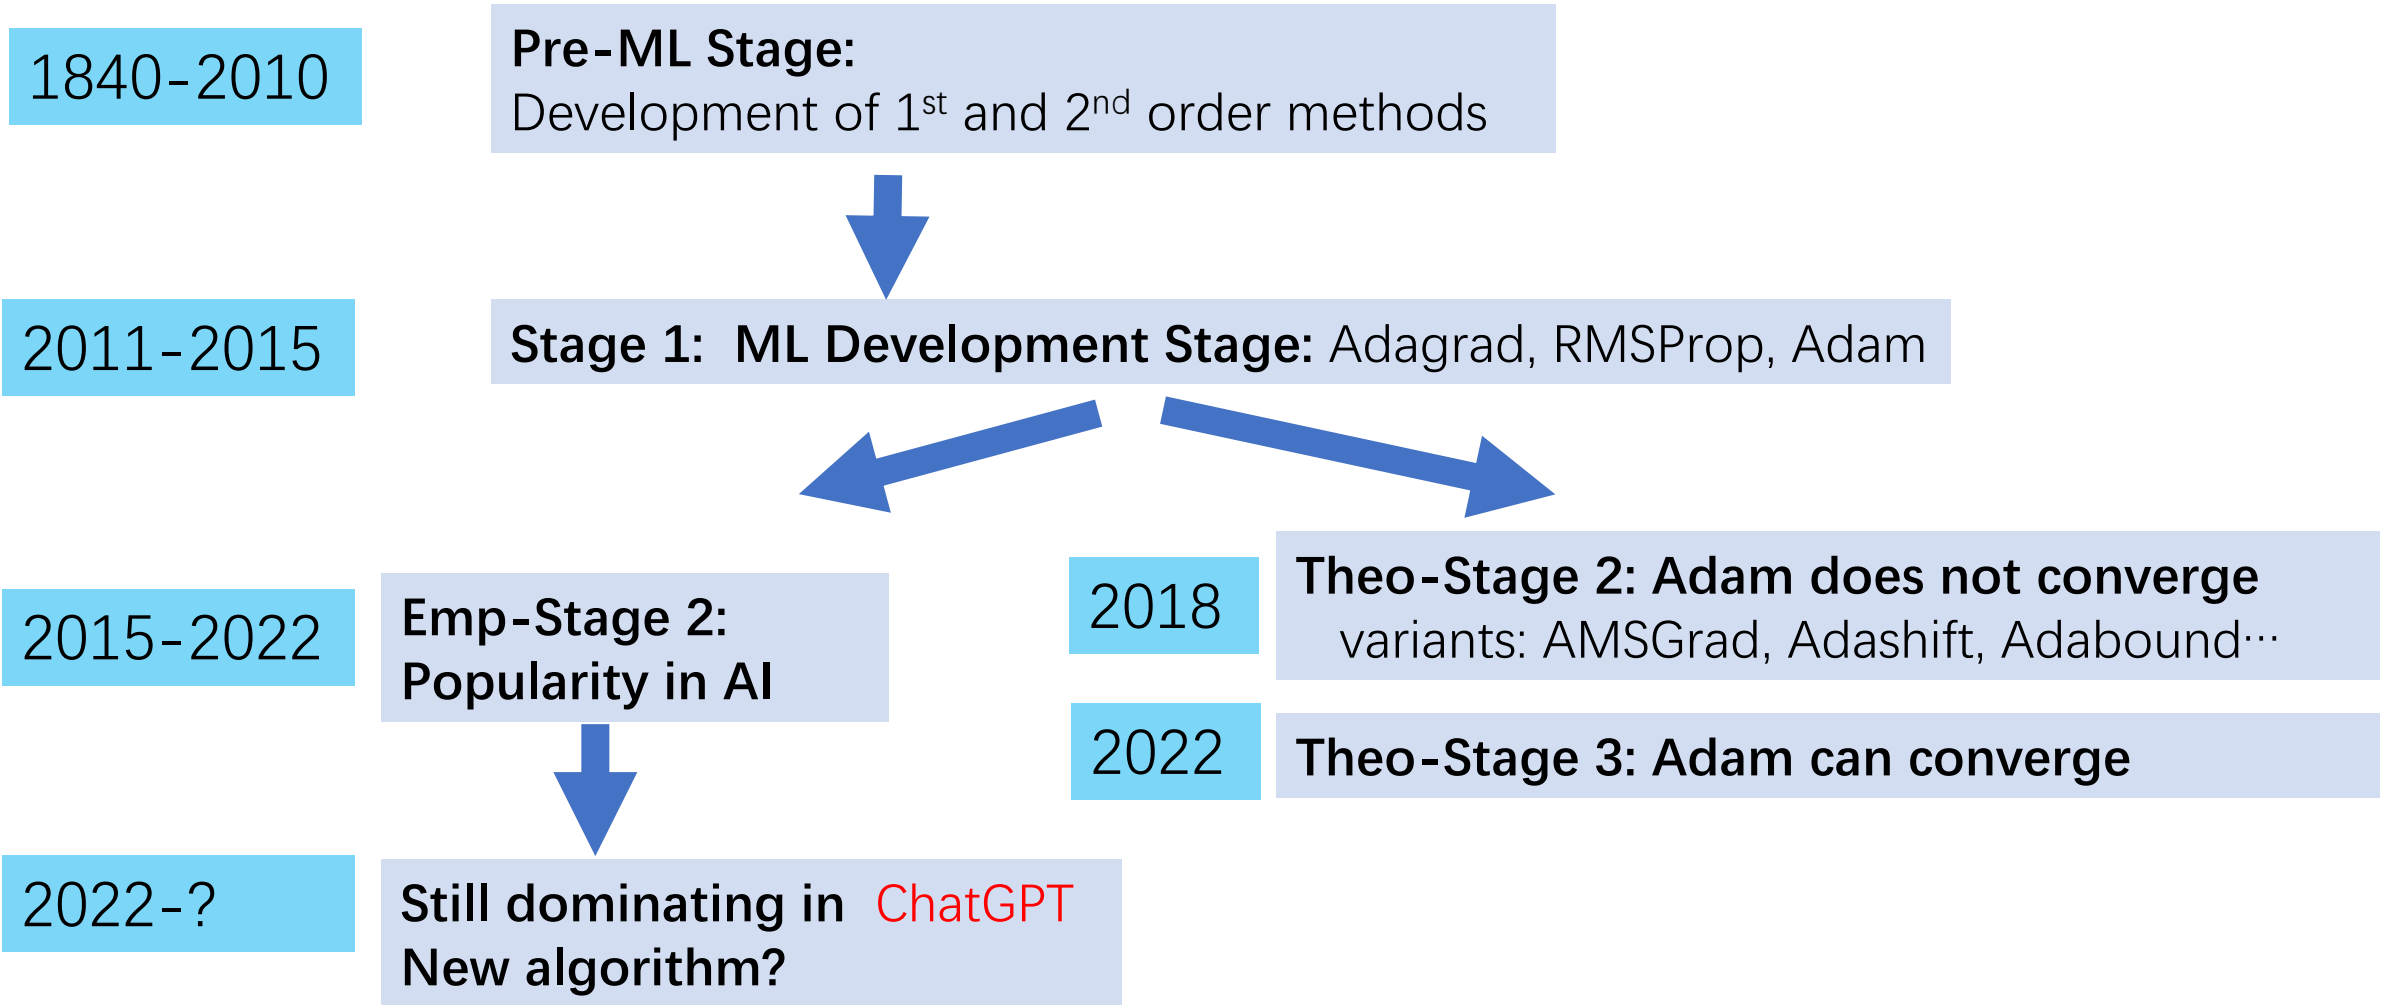 1840-2010
Pre-ML Stage:
Development of 1st and 2nd order methods
2011-2015
Stage 1: ML Development Stage: Adagrad, RMSProp, Adam
2015-2022
Emp-Stage 2:
Popularity in AI
2018
Theo-Stage 2: Adam does not converge
variants: AMSGrad, Adashift, Adabound…
2022
Theo-Stage 3: Adam can converge
2022-?
Still dominating in ChatGPT
New algorithm?